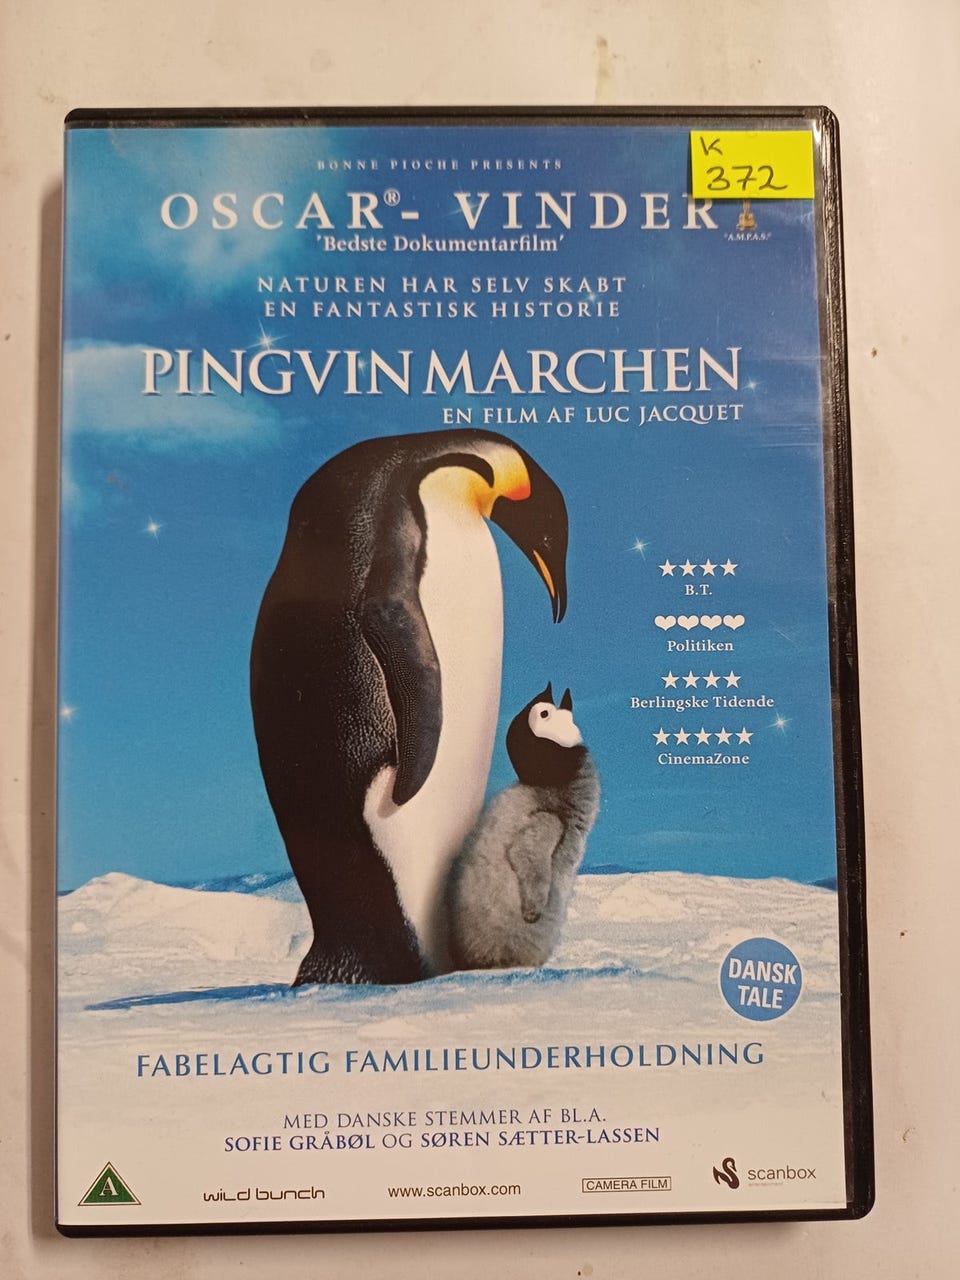 BONNE PIOCHE PRESENTS
K
372
OSCAR®- VINDER
"A.M.P.A.S."
'Bedste Dokumentarfilm'
NATUREN HAR SELV SKABT
EN FANTASTISK HISTORIE
PINGVINMARCHEN
EN FILM AF LUC JACQUET
B.T.
Politiken
Berlingske Tidende
CinemaZone
DANSK
TALE
FABELAGTIG FAMILIEUNDERHOLDNING
MED DANSKE STEMMER AF BL.A.
SOFIE GRÅBØL OG SØREN SÆTTER-LASSEN
A
wild bunch
www.scanbox.com
CAMERA FILM
scanbox
entertainment